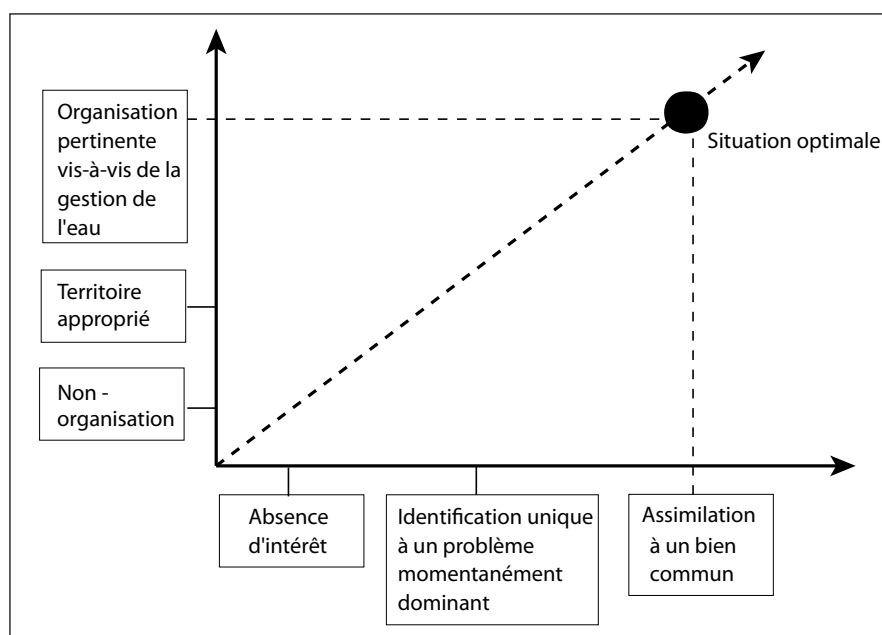 Organisation
pertinente
vis-à-vis de la
gestion de
l'eau
Situation optimale
Territoire
approprié
Non -
organisation
Absence
d'intérêt
Identification unique
à un problème
momentanément
dominant
Assimilation
à un bien
commun